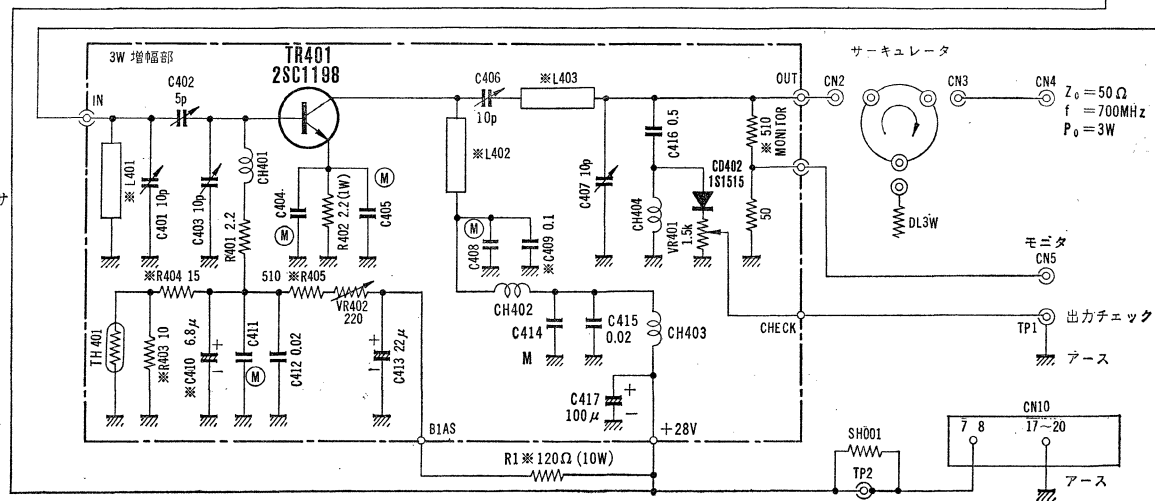 3W 増幅部
TR401
2SC1198
サーキュレータ
IN
C402
5p
C406
10p
※L403
OUT
CN2
CN3
CN4
Z₀=50Ω
f =700MHz
P₀=3W
※L401
C401 10p
C403 10p
CH401
R401 2.2
C404
M
R402 2.2 (1W)
M
C405
※L402
M
C408
※C409 0.1
C407 10p
C416 0.5
CH404
CD402
1S1515
VR401
1.5k
※510
MONITOR
50
DL3W
モニタ
CN5
※R404 15
510 ※R405
VR402
220
CH402
CH403
CHECK
TP1
出力チェック
アース
TH401
※R403 10
※C410 6.8μ
+
-
C411
M
C412 0.02
+
-
C413 22μ
C414
M
C415
0.02
C417
100μ
+
-
B1AS
+28V
R1※120Ω(10W)
SH001
TP2
CN10
7 8
17～20
アース